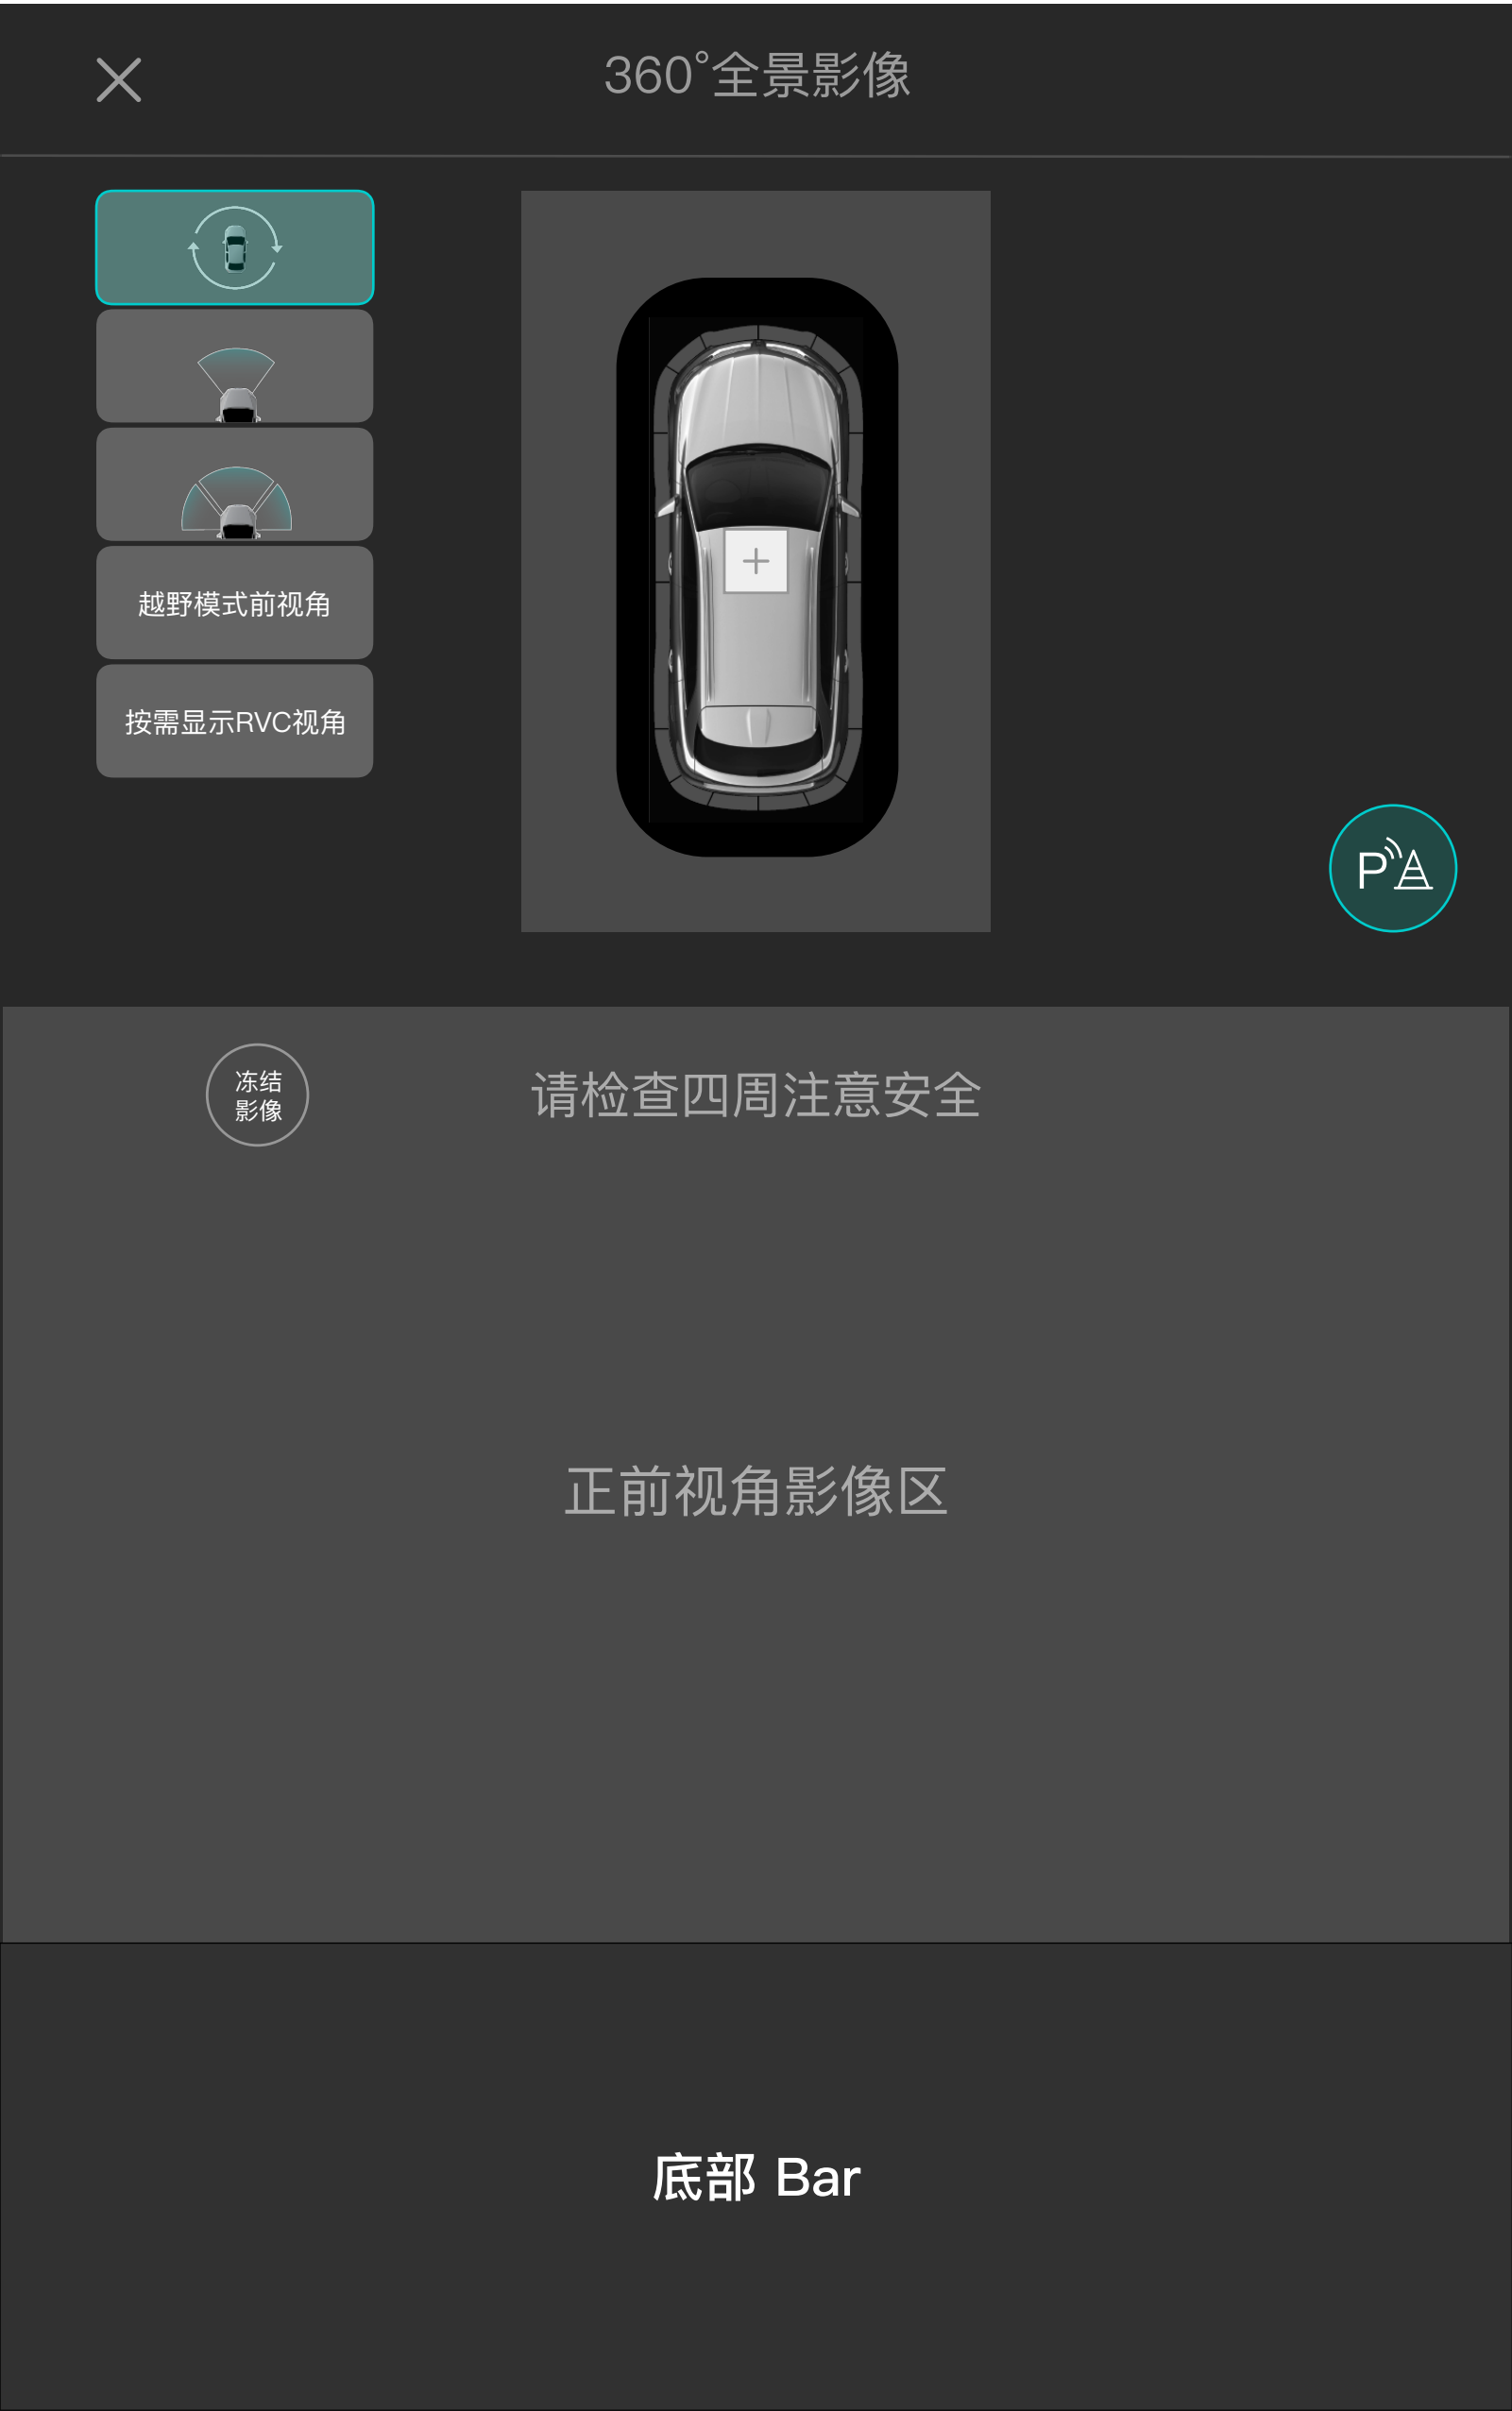 360°全景影像
越野模式前视角
按需显示RVC视角
P
冻结
影像
请检查四周注意安全
正前视角影像区
底部 Bar